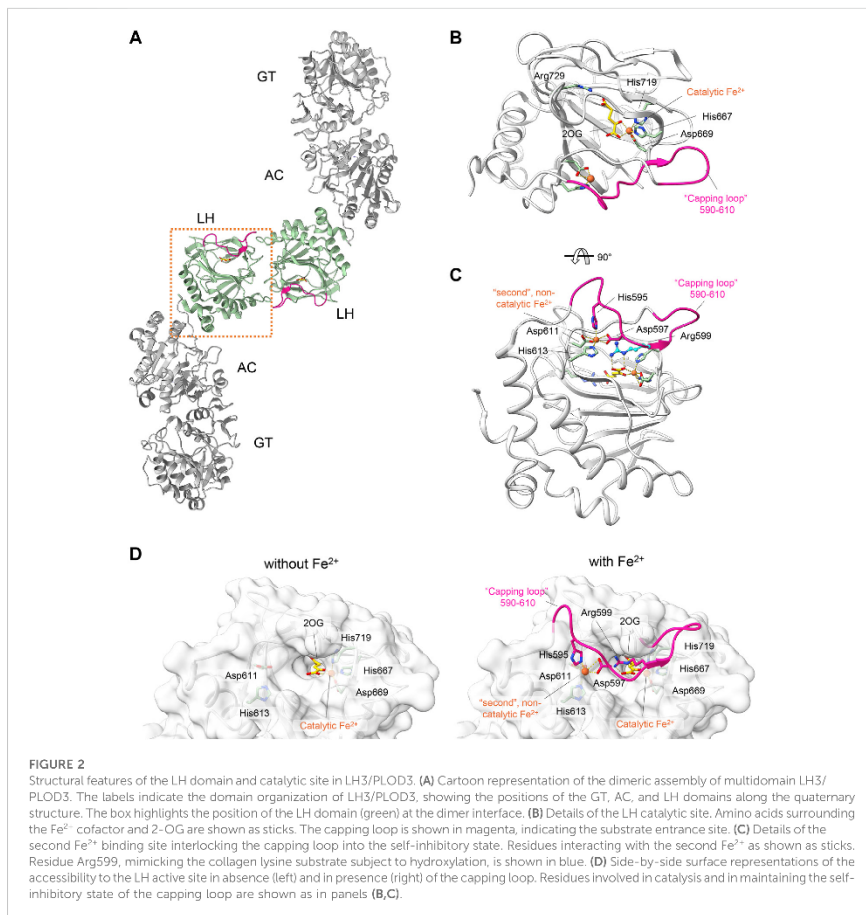 A
GT
AC
LH
LH
AC
GT
B
Arg729
His719
Catalytic Fe²⁺
2OG
His667
Asp669
"Capping loop"
590-610
90°
C
"second", non-
catalytic Fe²⁺
His595
"Capping loop"
590-610
Asp611
Asp597
His613
Arg599
D
without Fe²⁺
2OG
His719
Asp611
His667
Asp669
His613
Catalytic Fe²⁺
with Fe²⁺
"Capping loop"
590-610
Arg599
2OG
His719
His595
His667
Asp611
Asp597
Asp669
"second", non-
catalytic Fe²⁺
His613
Catalytic Fe²⁺
FIGURE 2
Structural features of the LH domain and catalytic site in LH3/PLOD3. (A) Cartoon representation of the dimeric assembly of multidomain LH3/
PLOD3. The labels indicate the domain organization of LH3/PLOD3, showing the positions of the GT, AC, and LH domains along the quaternary
structure. The box highlights the position of the LH domain (green) at the dimer interface. (B) Details of the LH catalytic site. Amino acids surrounding
the Fe²⁻ cofactor and 2-OG are shown as sticks. The capping loop is shown in magenta, indicating the substrate entrance site. (C) Details of the
second Fe²⁺ binding site interlocking the capping loop into the self-inhibitory state. Residues interacting with the second Fe²⁺ as shown as sticks.
Residue Arg599, mimicking the collagen lysine substrate subject to hydroxylation, is shown in blue. (D) Side-by-side surface representations of the
accessibility to the LH active site in absence (left) and in presence (right) of the capping loop. Residues involved in catalysis and in maintaining the self-
inhibitory state of the capping loop are shown as in panels (B,C).